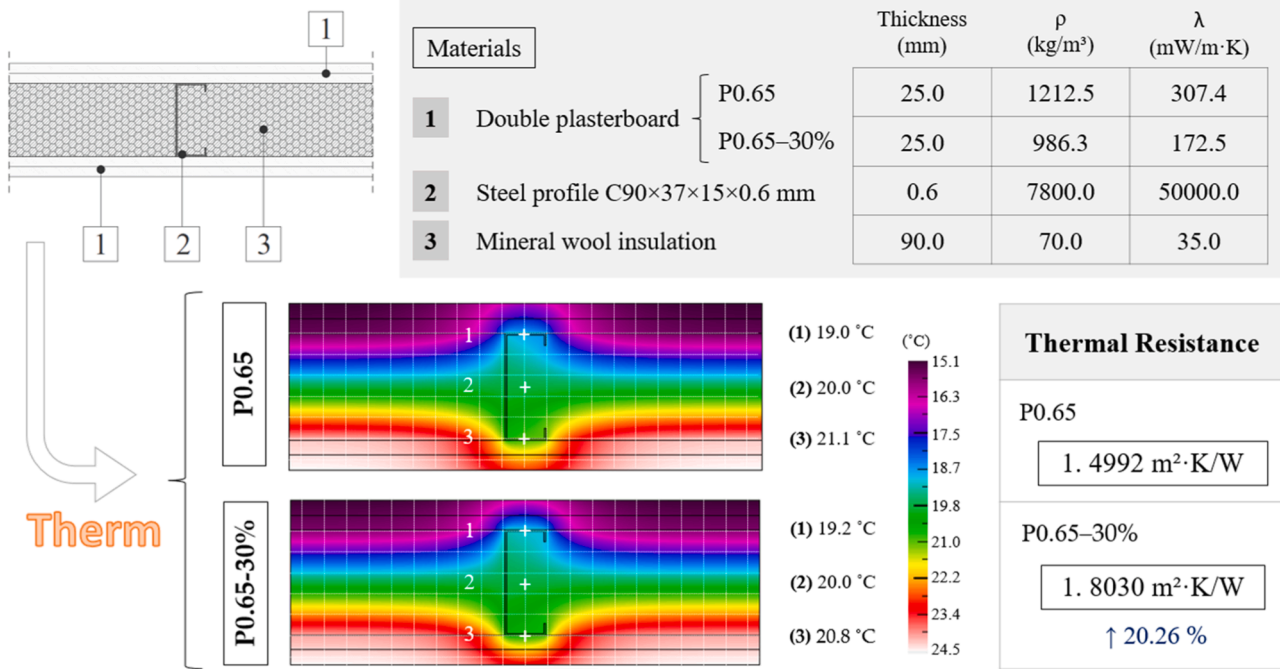 1
1
2
3
Materials
Thickness
(mm)
ρ
(kg/m³)
λ
(mW/m·K)
1 Double plasterboard
P0.65 25.0 1212.5 307.4
P0.65–30% 25.0 986.3 172.5
2 Steel profile C90×37×15×0.6 mm 0.6 7800.0 50000.0
3 Mineral wool insulation 90.0 70.0 35.0
Therm
P0.65
1
2
3
(1) 19.0 ˚C
(2) 20.0 ˚C
(3) 21.1 ˚C
P0.65-30%
1
2
3
(1) 19.2 ˚C
(2) 20.0 ˚C
(3) 20.8 ˚C
(˚C)
15.1
16.3
17.5
18.7
19.8
21.0
22.2
23.4
24.5
Thermal Resistance
P0.65
1. 4992 m²·K/W
P0.65–30%
1. 8030 m²·K/W
↑ 20.26 %